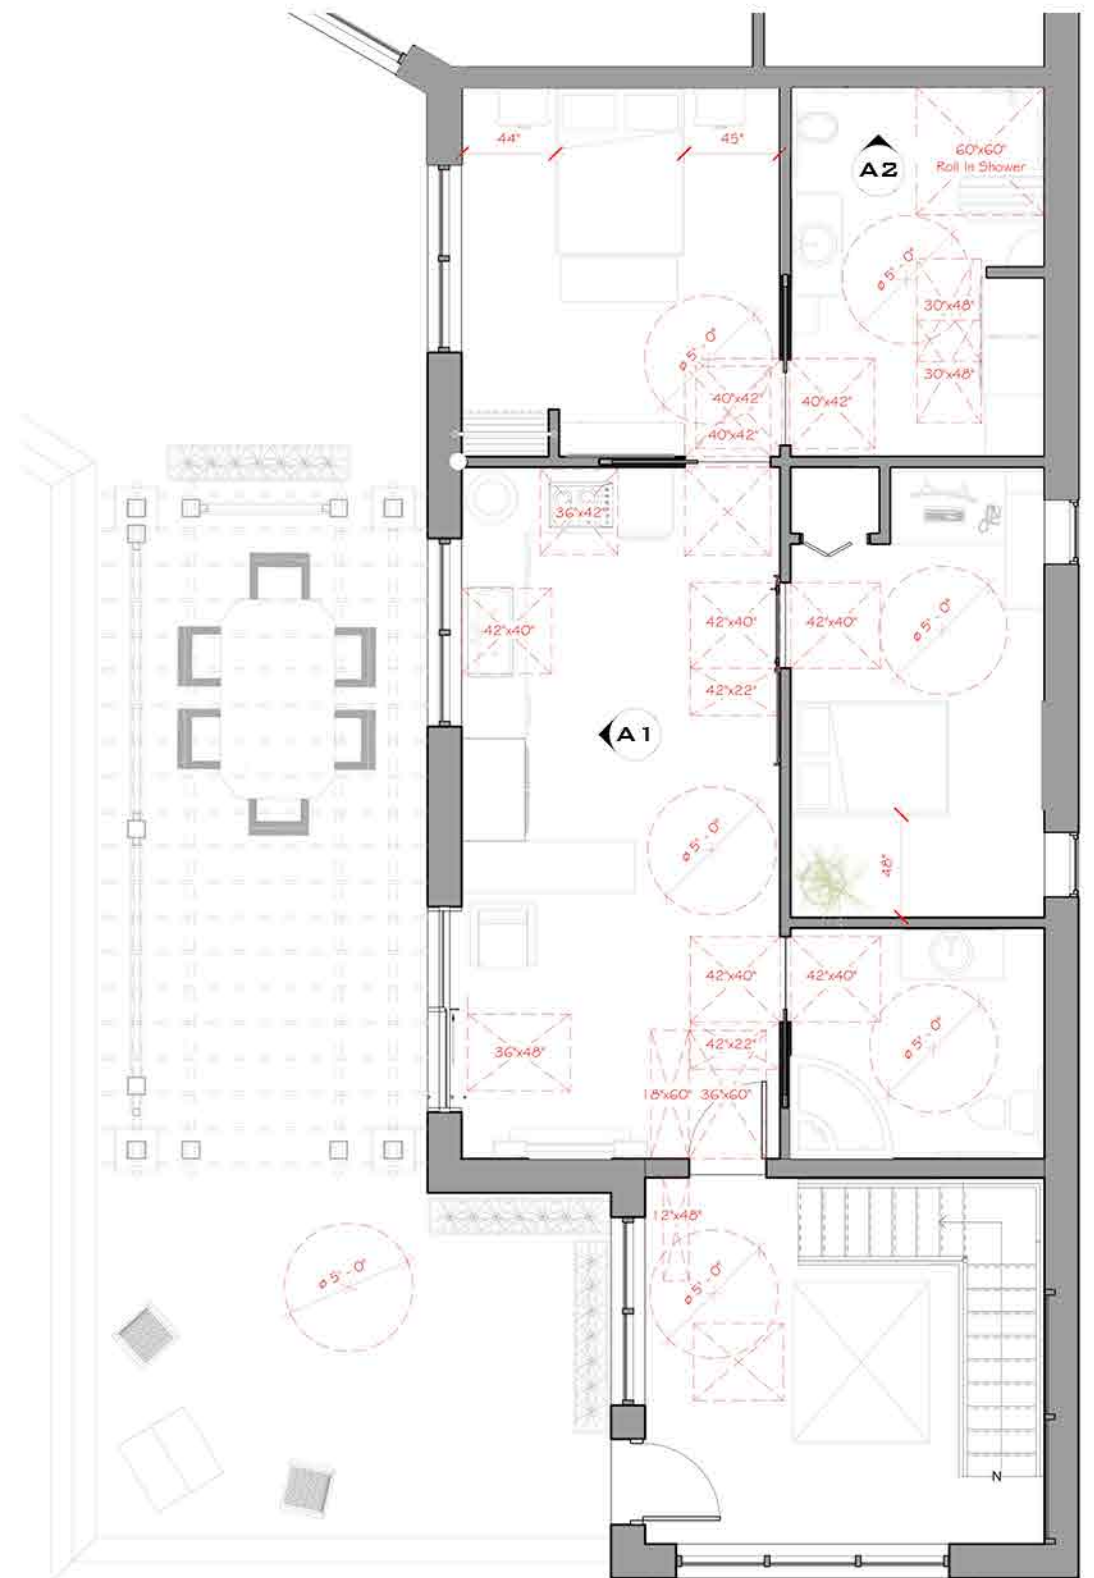 44"
45"
A2
60"x60"
Roll In Shower
ø 5' - 0"
30"x48"
30"x48"
ø 5' - 0"
40"x42"
40"x42"
40"x42"
36"x42"
42"x40"
42"x40"
42"x40"
ø 5' - 0"
42"x22"
A1
ø 5' - 0"
48"
42"x40"
42"x40"
36"x48"
42"x22"
ø 5' - 0"
18"x60"
36"x60"
12"x48"
ø 5' - 0"
ø 5' - 0"
N